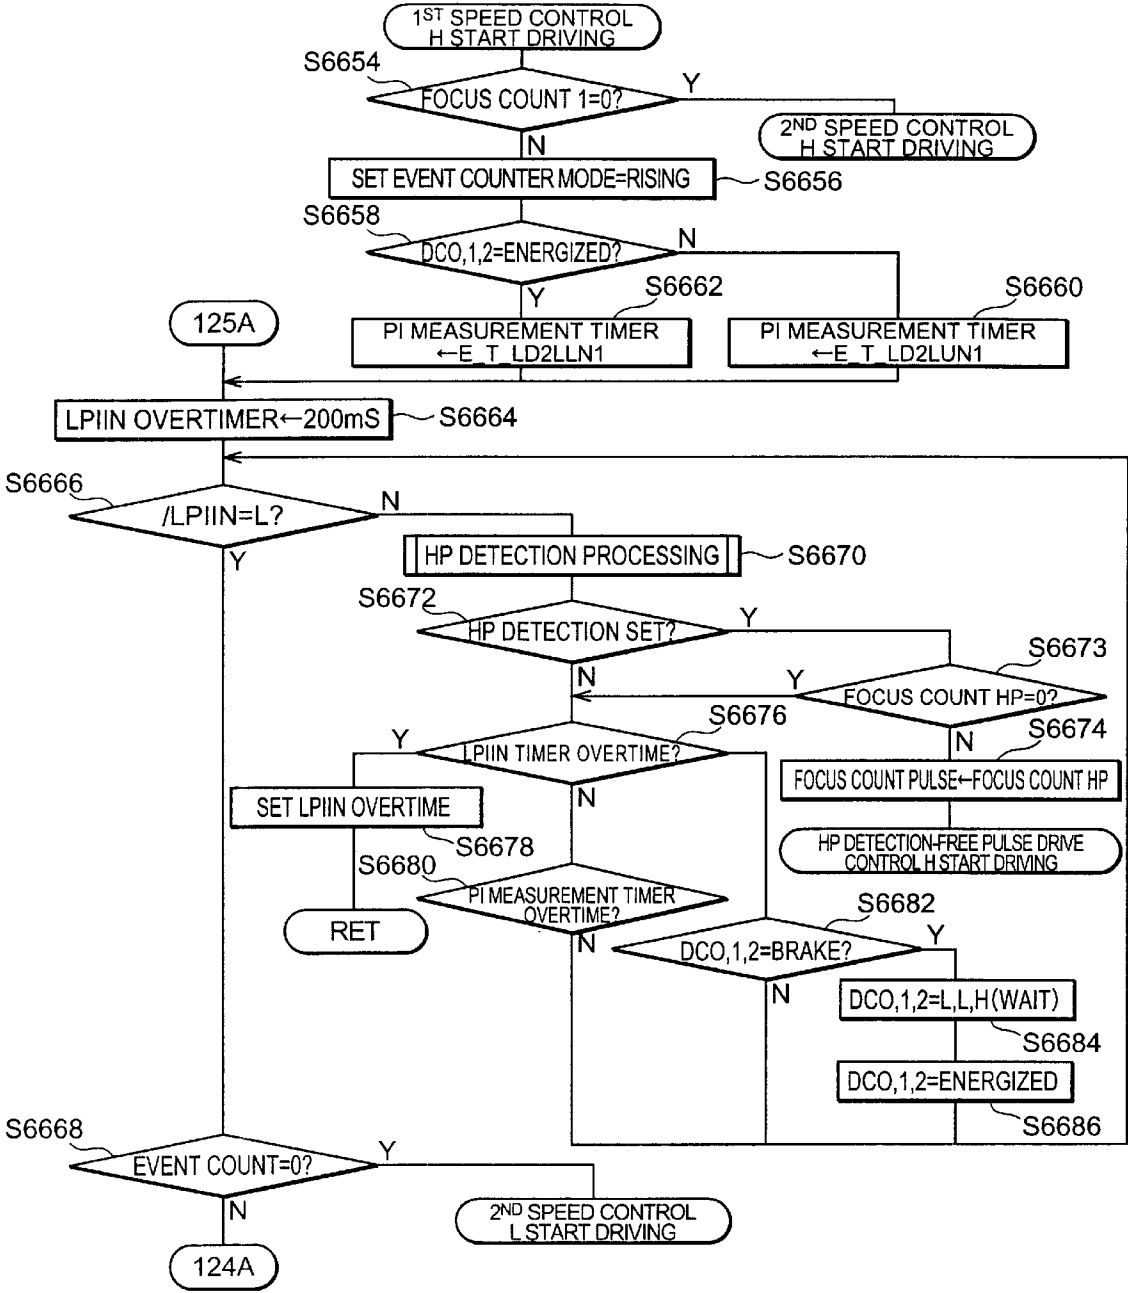 1ST SPEED CONTROL
H START DRIVING
S6654
FOCUS COUNT 1=0?
Y
2ND SPEED CONTROL
H START DRIVING
N
SET EVENT COUNTER MODE=RISING
S6656
S6658
DCO,1,2=ENERGIZED?
N
Y
S6662
S6660
125A
PI MEASUREMENT TIMER
←E_T_LD2LLN1
PI MEASUREMENT TIMER
←E_T_LD2LUN1
LPIIN OVERTIMER←200mS
S6664
S6666
/LPIIN=L?
N
Y
HP DETECTION PROCESSING
S6670
S6672
HP DETECTION SET?
Y
N
S6673
Y
FOCUS COUNT HP=0?
N
S6676
Y
LPIIN TIMER OVERTIME?
N
S6674
FOCUS COUNT PULSE←FOCUS COUNT HP
SET LPIIN OVERTIME
S6678
HP DETECTION-FREE PULSE DRIVE
CONTROL H START DRIVING
S6680
PI MEASUREMENT TIMER
OVERTIME?
N
RET
S6682
DCO,1,2=BRAKE?
Y
N
DCO,1,2=L,L,H(WAIT)
S6684
DCO,1,2=ENERGIZED
S6686
S6668
EVENT COUNT=0?
Y
N
2ND SPEED CONTROL
L START DRIVING
124A